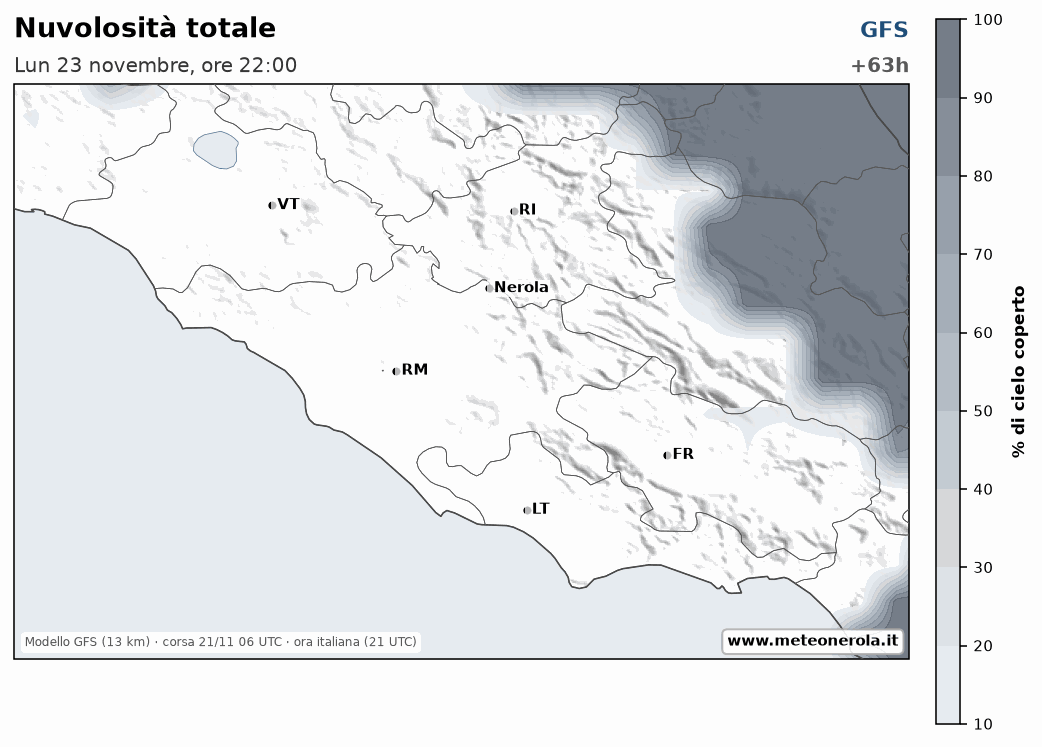 Nuvolosità totale
GFS
Lun 23 novembre, ore 22:00
+63h
VT
RI
Nerola
RM
FR
LT
Modello GFS (13 km) · corsa 21/11 06 UTC · ora italiana (21 UTC)
www.meteonerola.it
100
90
80
70
60
50
40
30
20
10
% di cielo coperto